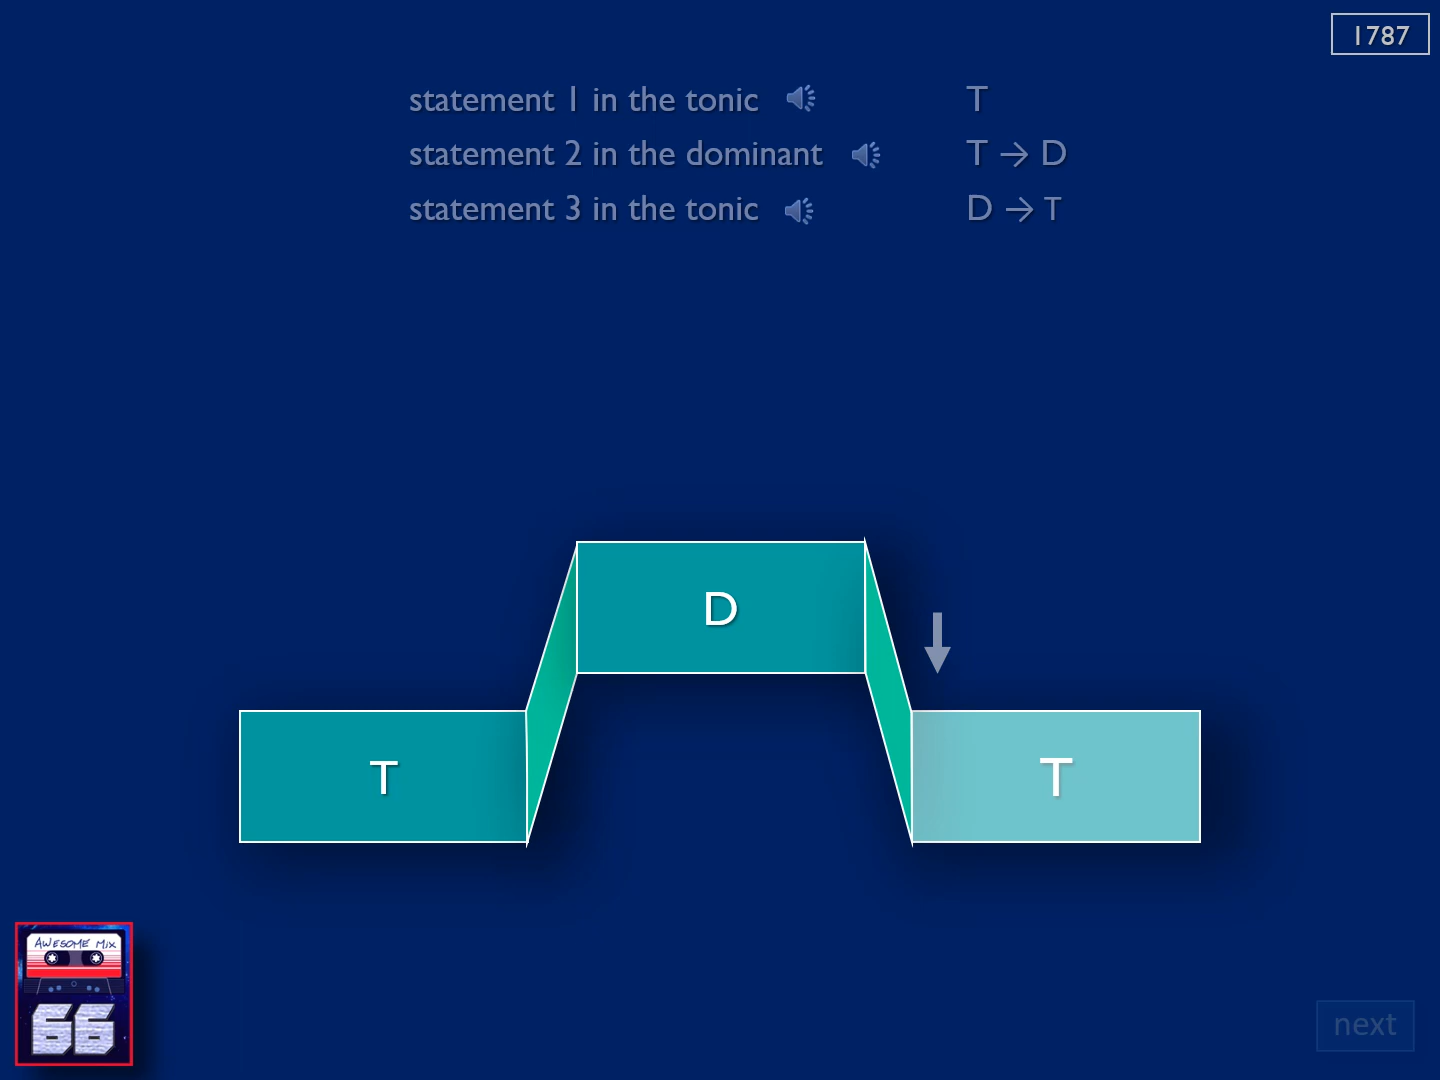 1787
statement 1 in the tonic T
statement 2 in the dominant T → D
statement 3 in the tonic D → T
D
T
T
AWESOME MIX
66
next